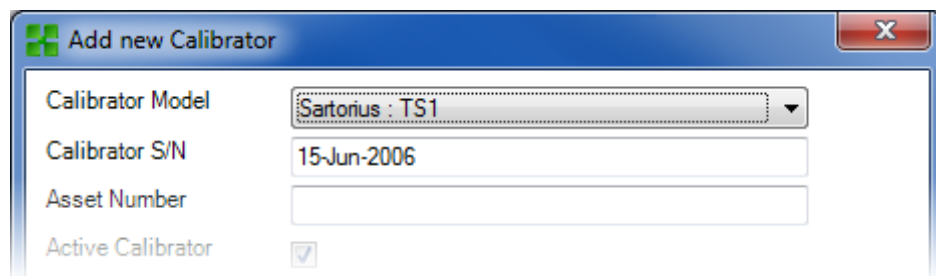 Add new Calibrator
Calibrator Model Sartorius : TS1
Calibrator S/N 15-Jun-2006
Asset Number
Active Calibrator